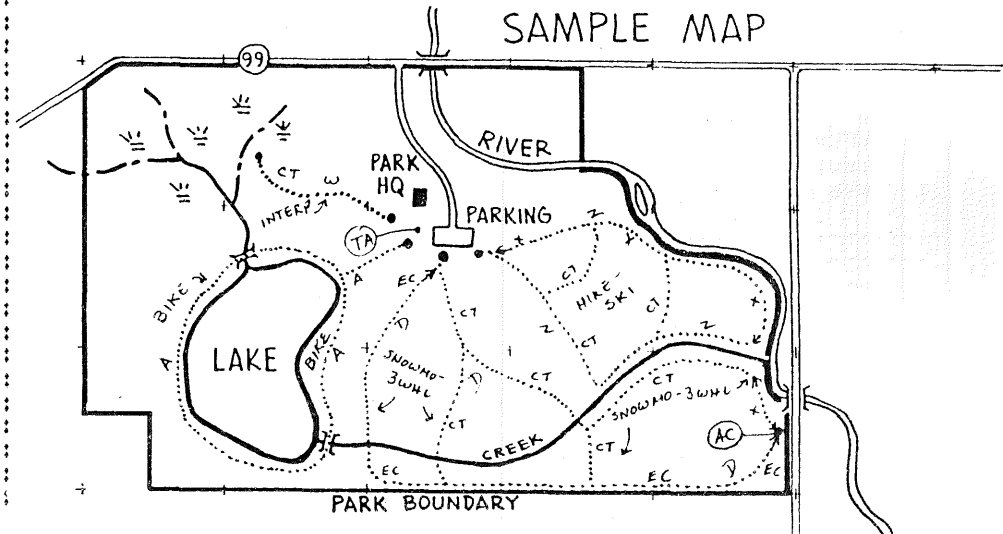 SAMPLE MAP
99
RIVER
PARK
HQ
CT
W
INTERP
PARKING
TA
A
EC
Z
CT
HIKE-
SKI
CT
X
Z
BIKE
A
LAKE
BIKE
A
D
SNOWMO-
3WHL
CT
D
CT
CT
Z
CT
CT
SNOWMO-3WHL
A
X
AC
CREEK
CT
EC
EC
D
EC
PARK BOUNDARY